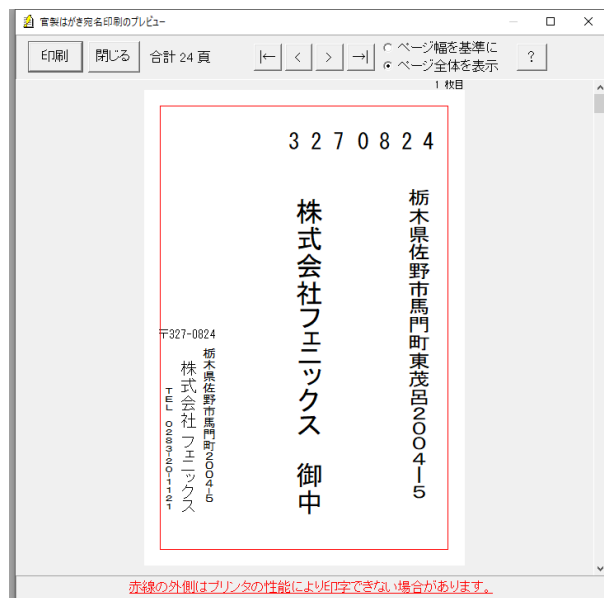 官製はがき宛名印刷のプレビュー
印刷 閉じる 合計 24 頁 |← < > →| ページ幅を基準に ?
ページ全体を表示
1 枚目
3270824
栃木県佐野市馬門町東茂呂2004ー5
株式会社フェニックス 御中
〒327-0824
栃木県佐野市馬門町2004-5
株式会社 フェニックス
TEL 0283-20-1121
赤線の外側はプリンタの性能により印字できない場合があります。